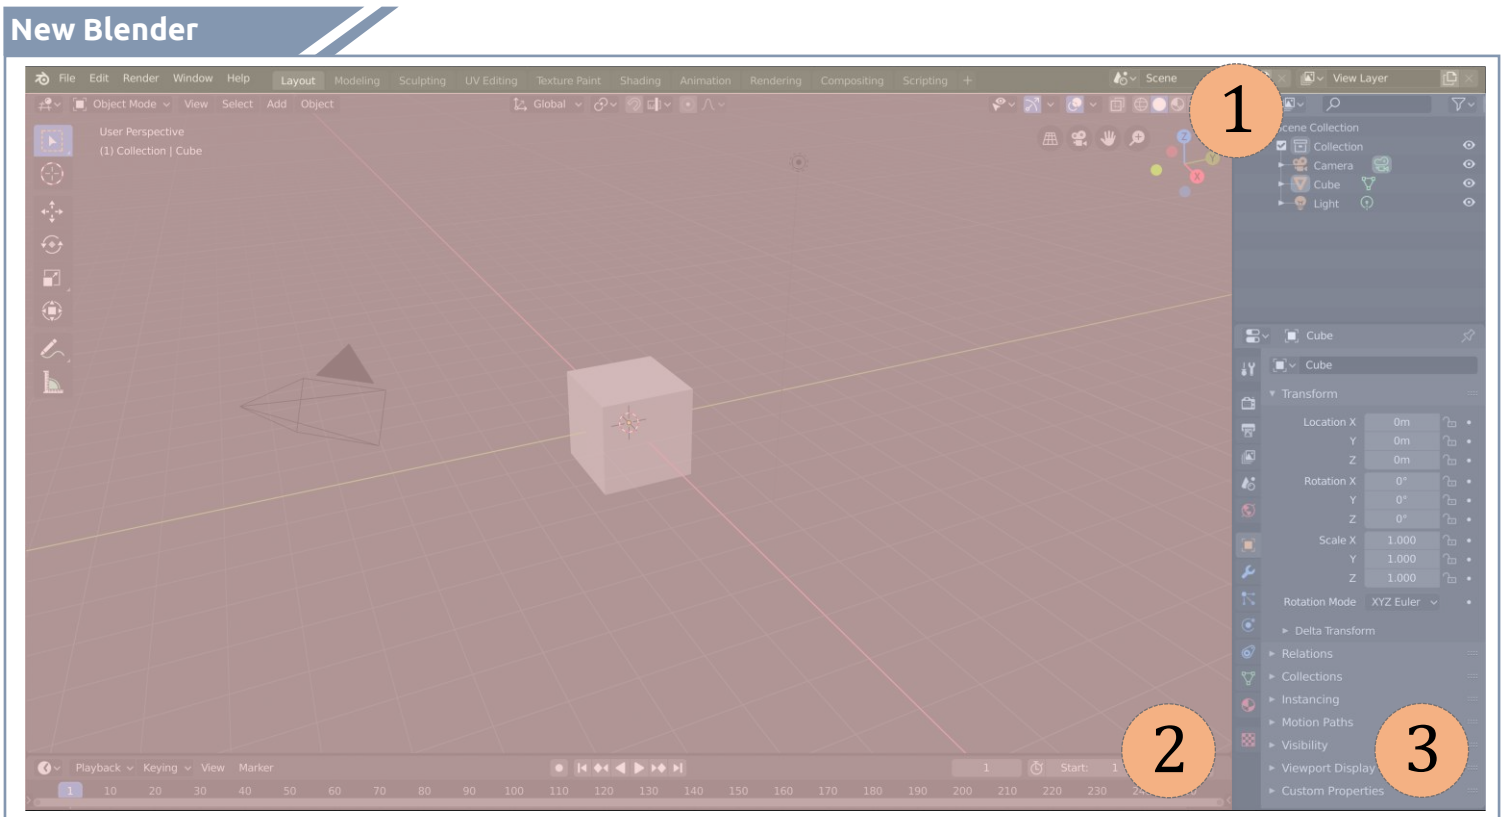 New Blender
File Edit Render Window Help Layout Modeling Sculpting UV Editing Texture Paint Shading Animation Rendering Compositing Scripting + Scene View Layer
1
Object Mode View Select Add Object Global
User Perspective
(1) Collection | Cube
Z
Y
X
Collection
Collection
Camera
Cube
Light
Cube
Cube
Transform
Location X 0m
Y 0m
Z 0m
Rotation X 0°
Y 0°
Z 0°
Scale X 1.000
Y 1.000
Z 1.000
Rotation Mode XYZ Euler
Delta Transform
Relations
Collections
Instancing
Motion Paths
Visibility
Viewport Display
Custom Properties
2
3
Playback Keying View Marker 1 Start: 1
1 10 20 30 40 50 60 70 80 90 100 110 120 130 140 150 160 170 180 190 200 210 220 230